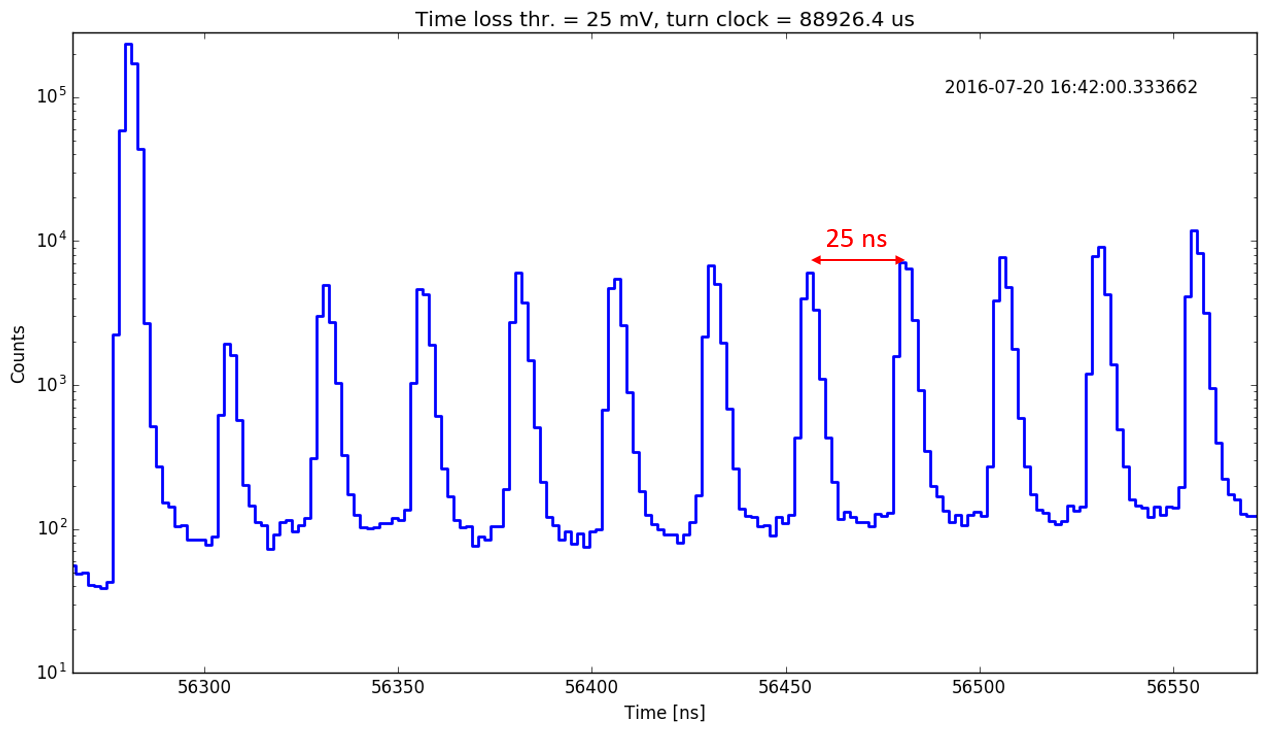 Time loss thr. = 25 mV, turn clock = 88926.4 us
2016-07-20 16:42:00.333662
25 ns
Counts
10^5
10^4
10^3
10^2
10^1
56300 56350 56400 56450 56500 56550
Time [ns]